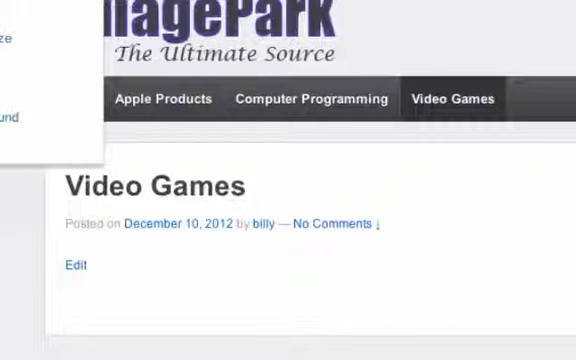 The Ultimate Source
Apple Products Computer Programming Video Games
Video Games
Posted on December 10, 2012 by billy — No Comments ↓
Edit